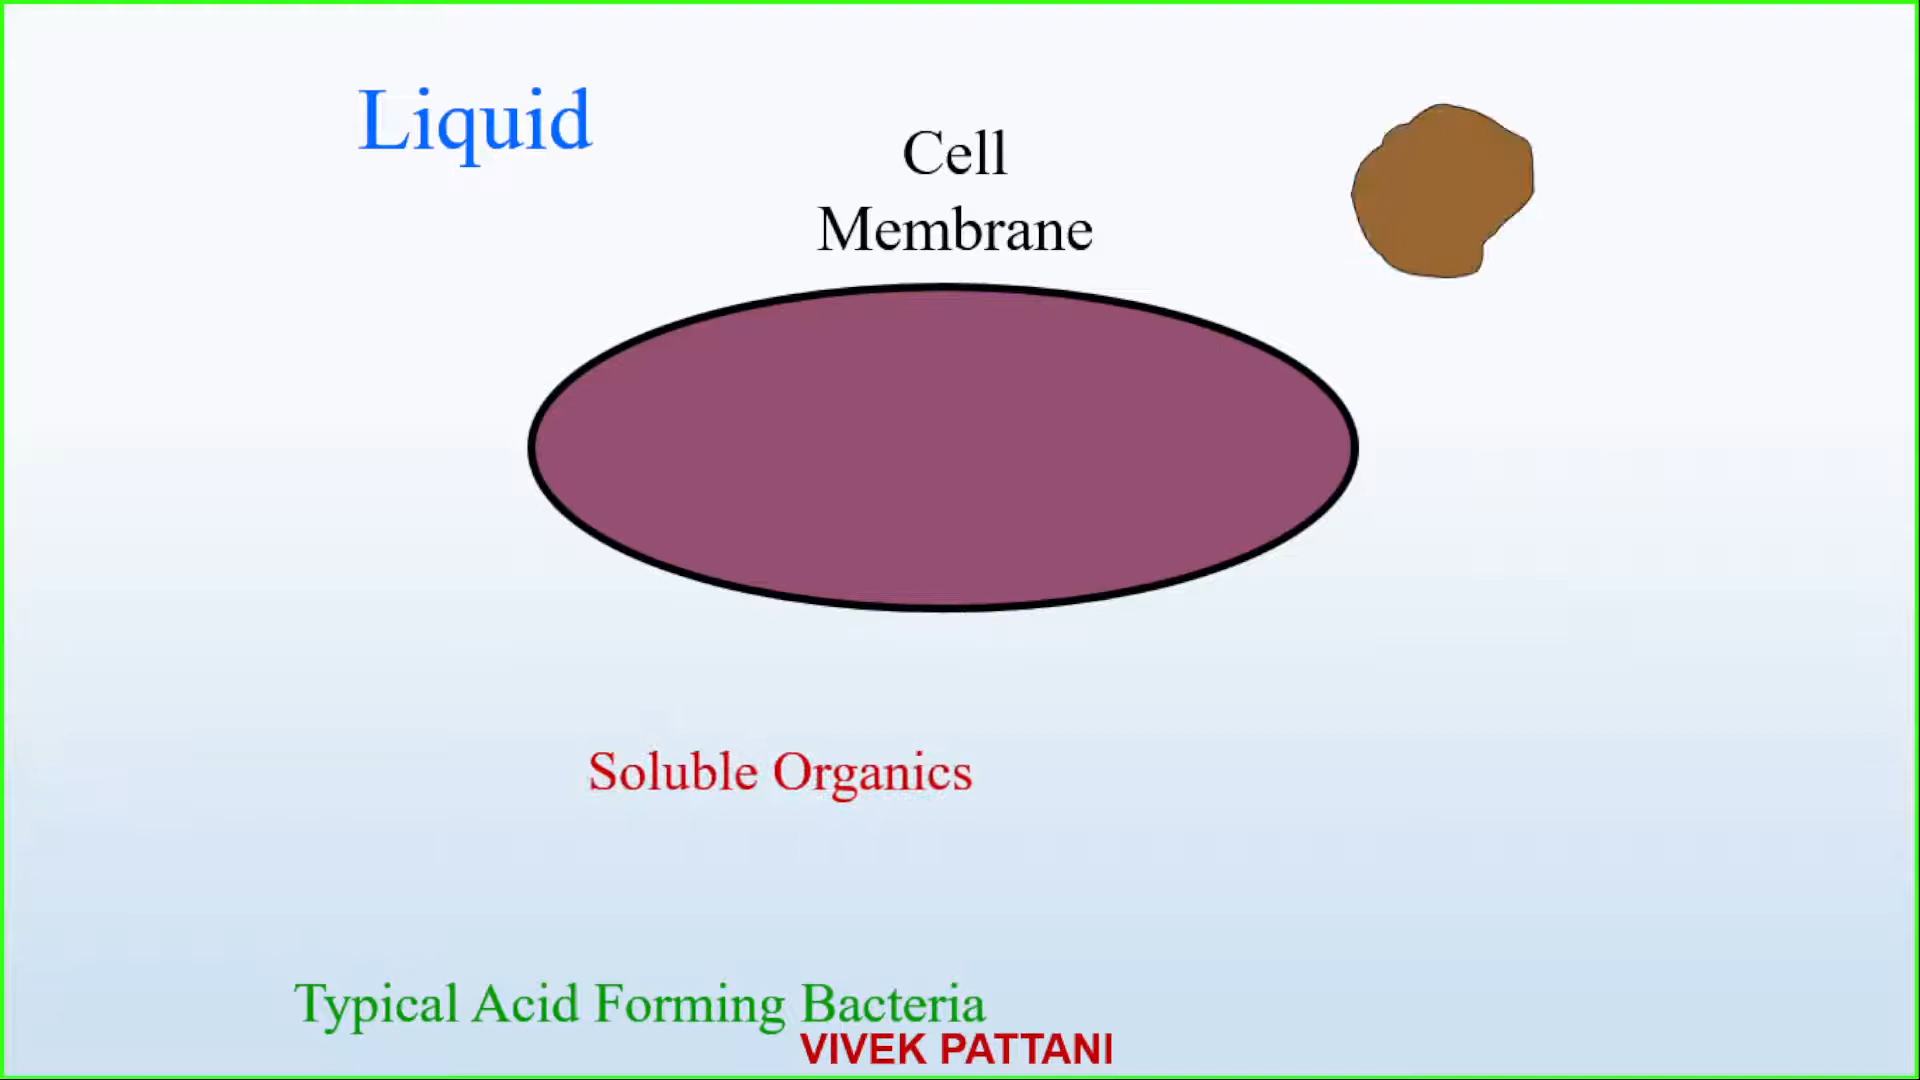 Liquid
Cell
Membrane
Soluble Organics
Typical Acid Forming Bacteria
VIVEK PATTANI